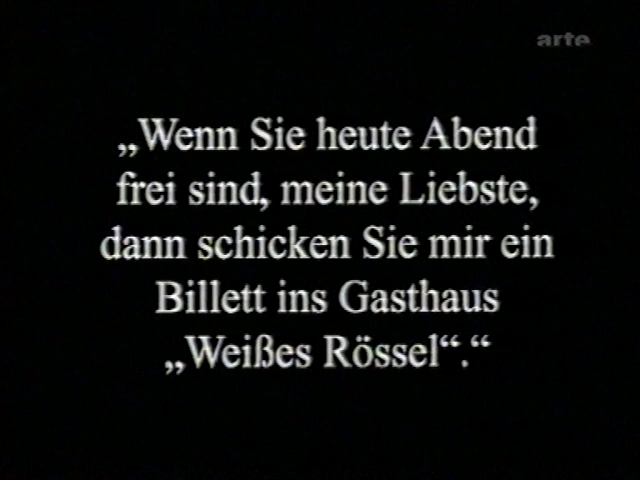 arte
„Wenn Sie heute Abend
frei sind, meine Liebste,
dann schicken Sie mir ein
Billett ins Gasthaus
„Weißes Rössel“.“